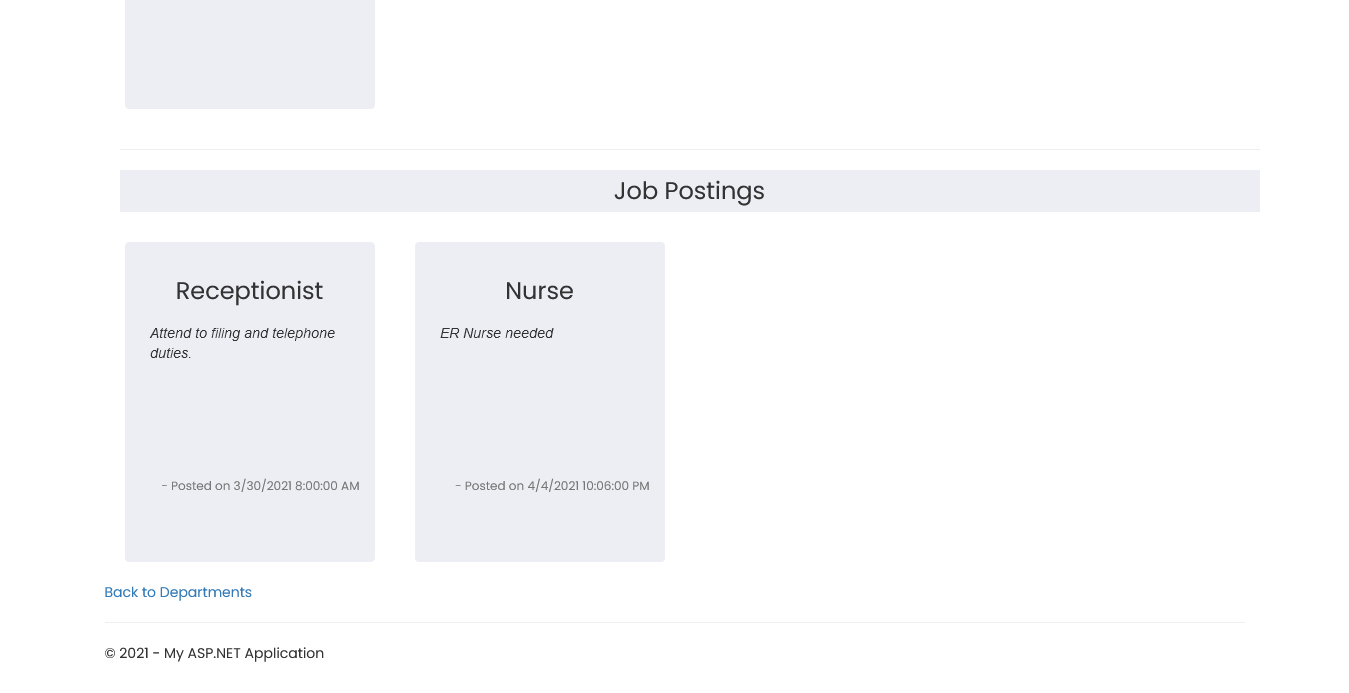 Job Postings
Receptionist
Attend to filing and telephone
duties.
- Posted on 3/30/2021 8:00:00 AM
Nurse
ER Nurse needed
- Posted on 4/4/2021 10:06:00 PM
Back to Departments
© 2021 - My ASP.NET Application